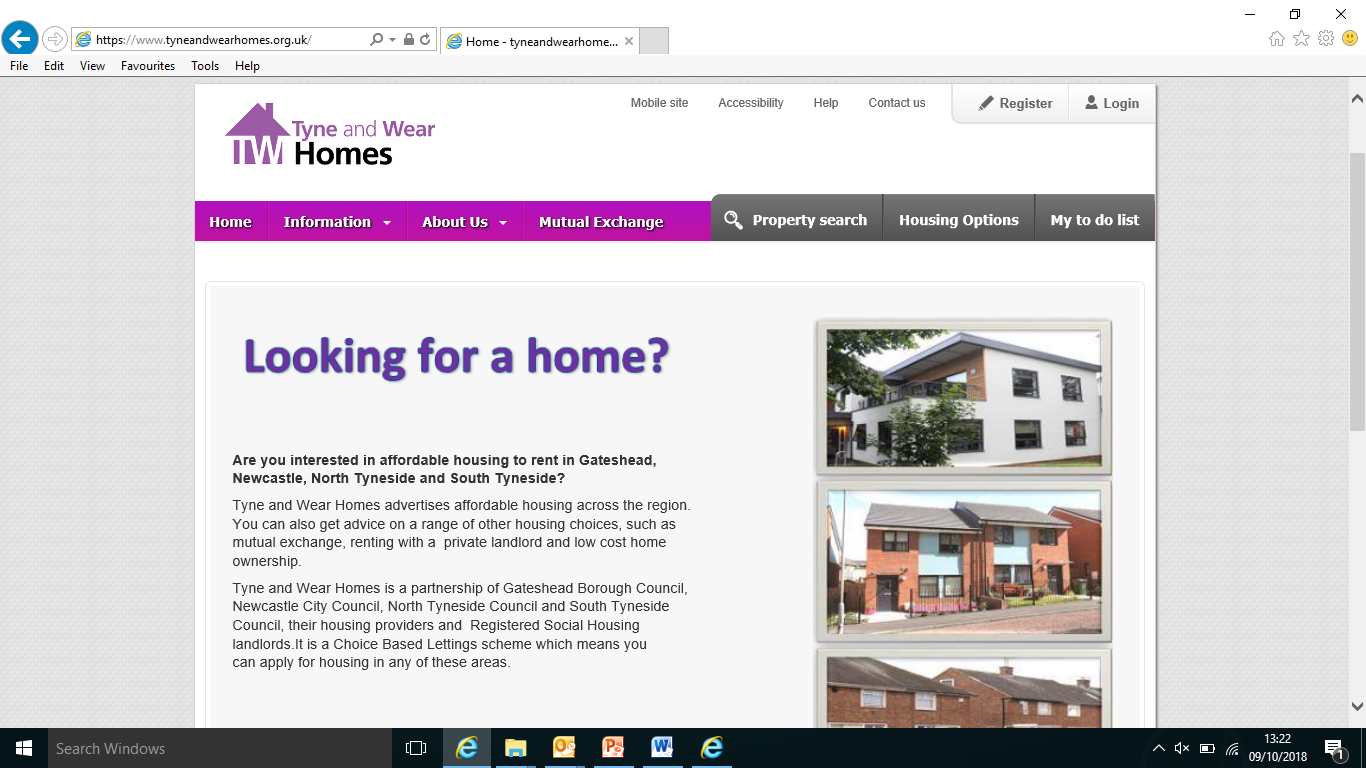 https://www.tyneandwearhomes.org.uk/
Home - tyneandwearhome...
File Edit View Favourites Tools Help
Mobile site Accessibility Help Contact us Register Login
Tyne and Wear
TW Homes
Home Information About Us Mutual Exchange Property search Housing Options My to do list
Looking for a home?
Are you interested in affordable housing to rent in Gateshead,
Newcastle, North Tyneside and South Tyneside?
Tyne and Wear Homes advertises affordable housing across the region.
You can also get advice on a range of other housing choices, such as
mutual exchange, renting with a private landlord and low cost home
ownership.
Tyne and Wear Homes is a partnership of Gateshead Borough Council,
Newcastle City Council, North Tyneside Council and South Tyneside
Council, their housing providers and Registered Social Housing
landlords.It is a Choice Based Lettings scheme which means you
can apply for housing in any of these areas.
Search Windows
13:22
09/10/2018
1